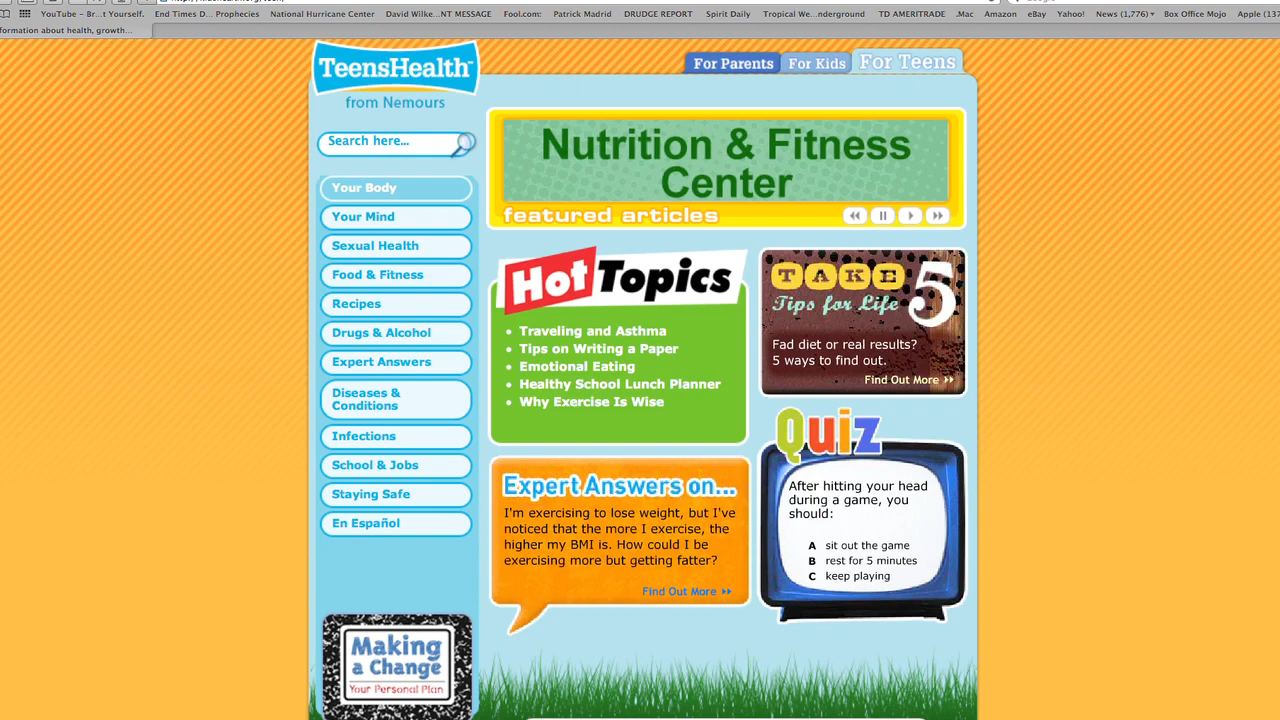 YouTube – Br...t Yourself. End Times D... Prophecies National Hurricane Center David Wilke...NT MESSAGE Fool.com: Patrick Madrid DRUDGE REPORT Spirit Daily Tropical We...nderground TD AMERITRADE .Mac Amazon eBay Yahoo! News (1,776) Box Office Mojo Apple
formation about health, growth...
TeensHealth
from Nemours
For Parents
For Kids
For Teens
Search here...
Your Body
Your Mind
Sexual Health
Food & Fitness
Recipes
Drugs & Alcohol
Expert Answers
Diseases &
Conditions
Infections
School & Jobs
Staying Safe
En Español
Making
a Change
Your Personal Plan
Nutrition & Fitness
Center
featured articles
Hot Topics
• Traveling and Asthma
• Tips on Writing a Paper
• Emotional Eating
• Healthy School Lunch Planner
• Why Exercise Is Wise
TAKE 5
Tips for Life
Fad diet or real results?
5 ways to find out.
Find Out More
Expert Answers on...
I'm exercising to lose weight, but I've
noticed that the more I exercise, the
higher my BMI is. How could I be
exercising more but getting fatter?
Find Out More
Quiz
After hitting your head
during a game, you
should:
A sit out the game
B rest for 5 minutes
C keep playing